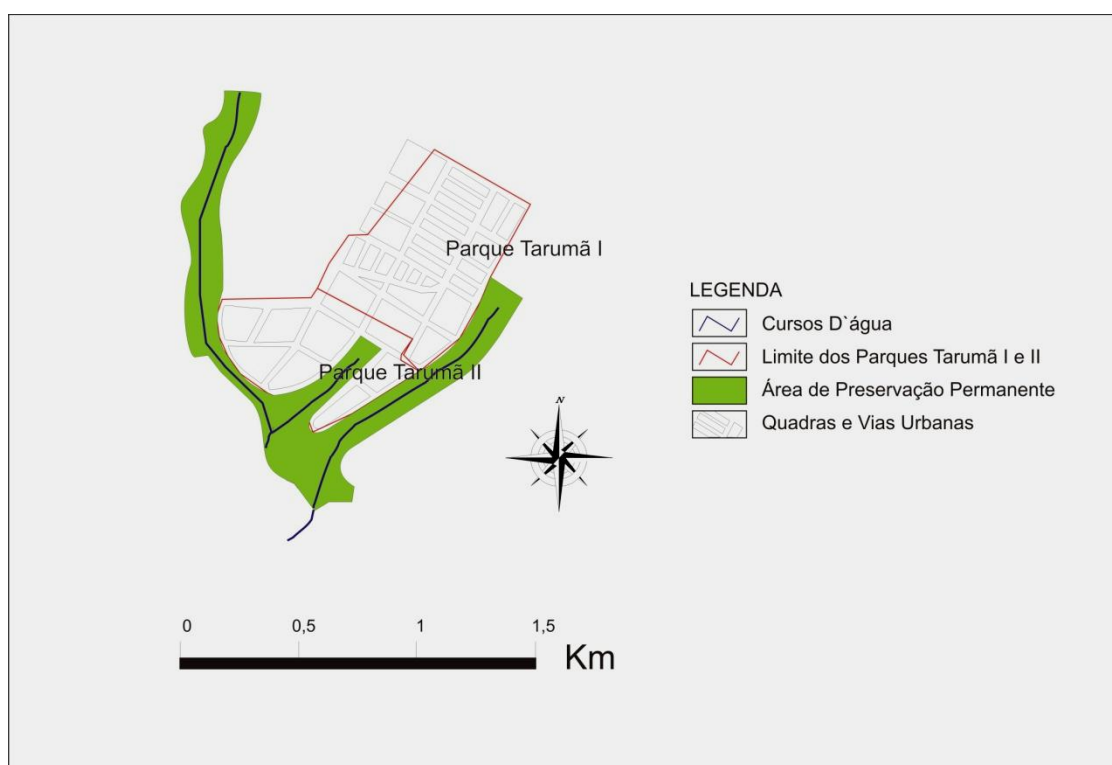 Parque Tarumã I
Parque Tarumã II
LEGENDA
Cursos D`água
Limite dos Parques Tarumã I e II
Área de Preservação Permanente
Quadras e Vias Urbanas
N
0 0,5 1 1,5
Km